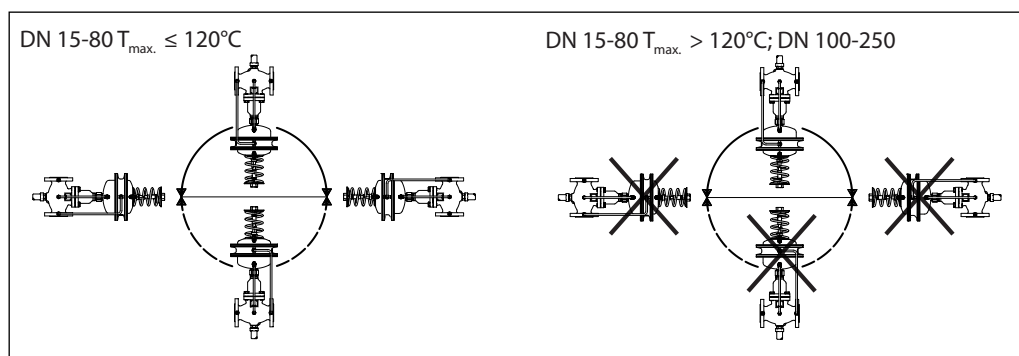 DN 15-80 Tmax. ≤ 120°C
DN 15-80 Tmax. > 120°C; DN 100-250